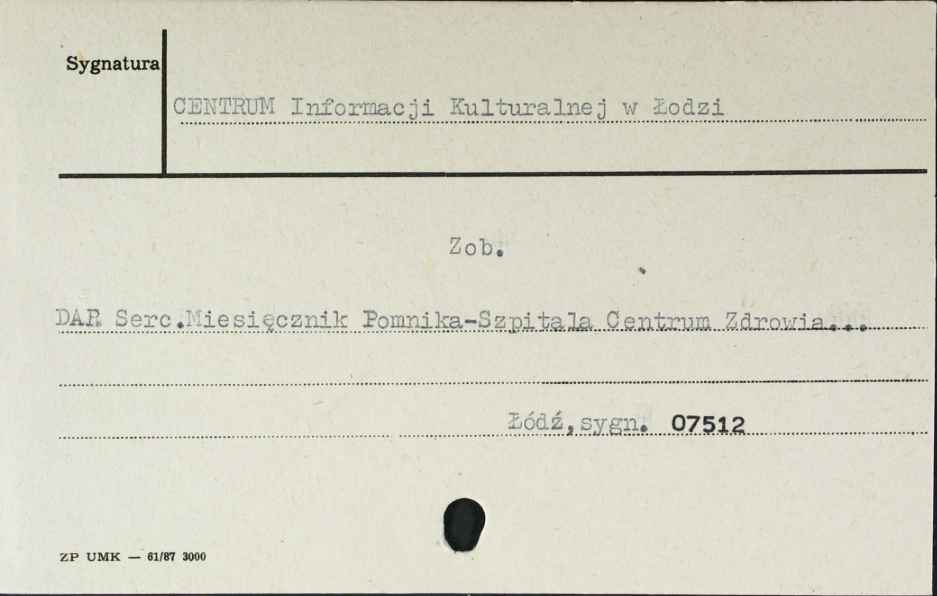 Sygnatura
CENTRUM Informacji Kulturalnej w Łodzi
Zob.
DAR Serc.Miesięcznik Pomnika-Szpitala Centrum Zdrowia...
Łódź,sygn. 07512
ZP UMK — 61/87 3000